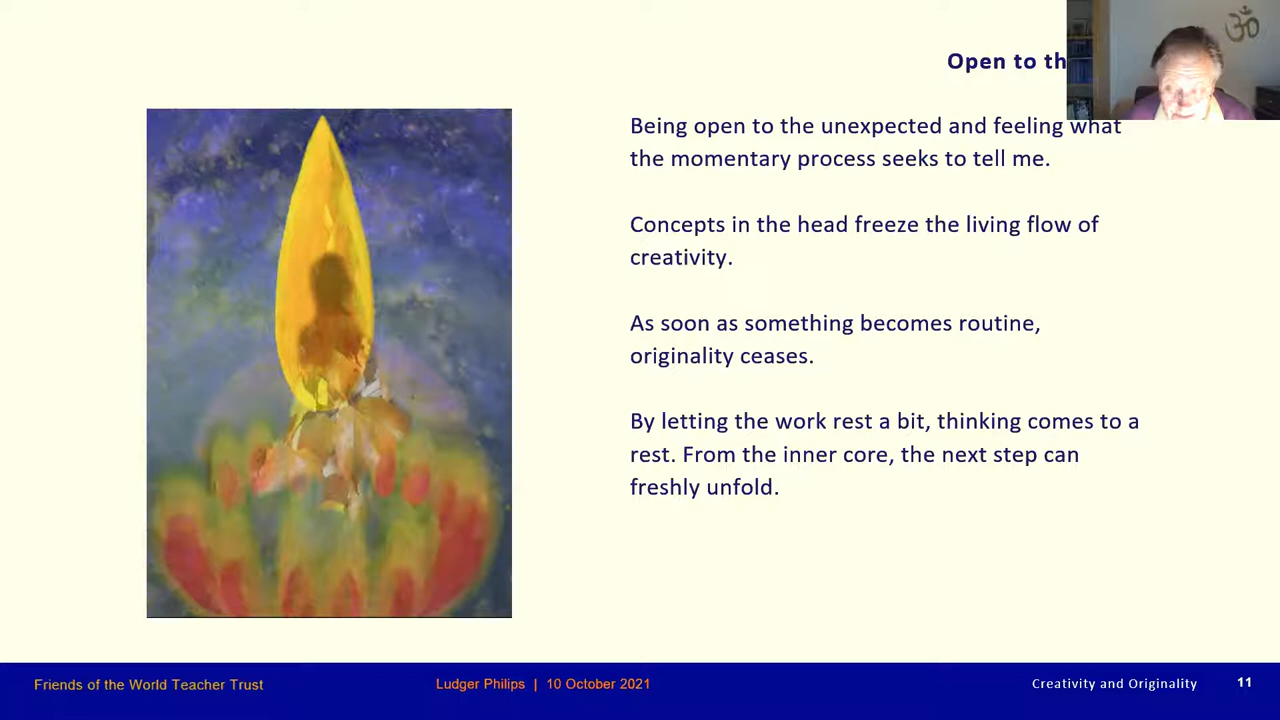 Open to th
Being open to the unexpected and feeling what
the momentary process seeks to tell me.
Concepts in the head freeze the living flow of
creativity.
As soon as something becomes routine,
originality ceases.
By letting the work rest a bit, thinking comes to a
rest. From the inner core, the next step can
freshly unfold.
ॐ
Friends of the World Teacher Trust
Ludger Philips | 10 October 2021
Creativity and Originality
11